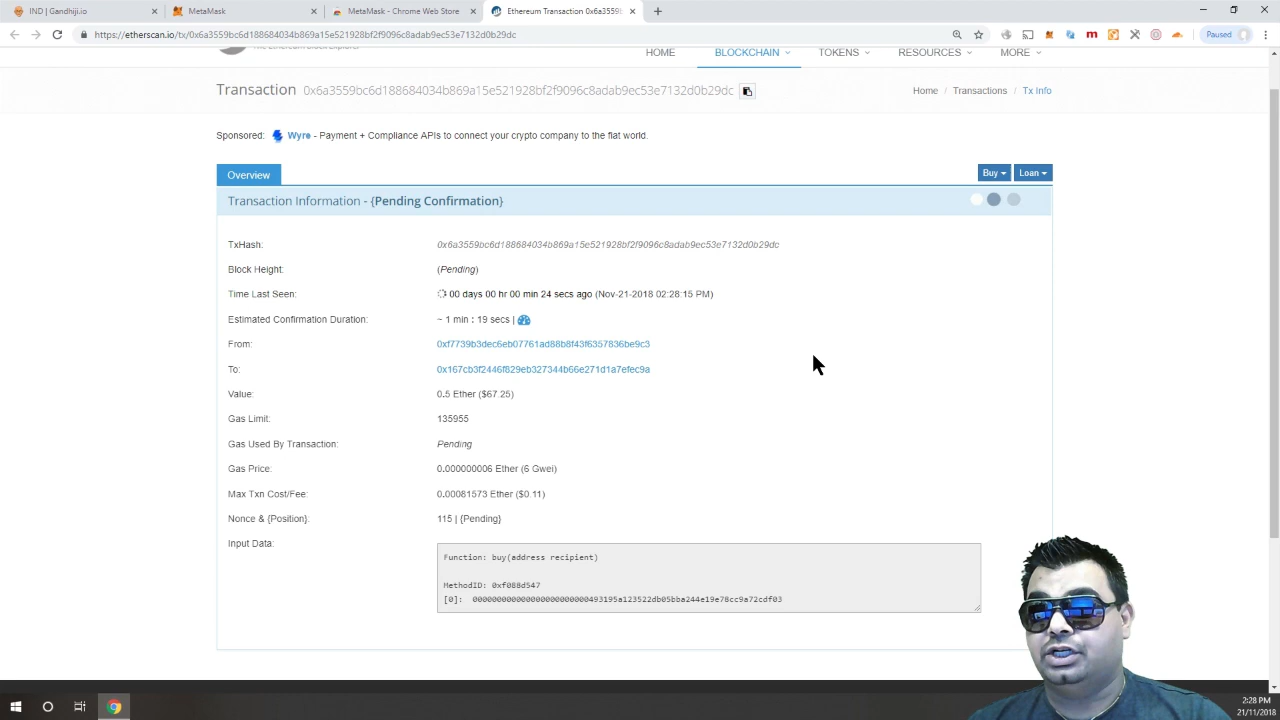 IND | Gandhiji.io
MetaMask
MetaMask - Chrome Web Store
Ethereum Transaction 0x6a3559b
https://etherscan.io/tx/0x6a3559bc6d188684034b869a15e521928bf2f9096c8adab9ec53e7132d0b29dc
Paused
HOME BLOCKCHAIN TOKENS RESOURCES MORE
Transaction 0x6a3559bc6d188684034b869a15e521928bf2f9096c8adab9ec53e7132d0b29dc
Home / Transactions / Tx Info
Sponsored: Wyre - Payment + Compliance APIs to connect your crypto company to the fiat world.
Overview
Buy Loan
Transaction Information - {Pending Confirmation}
TxHash: 0x6a3559bc6d188684034b869a15e521928bf2f9096c8adab9ec53e7132d0b29dc
Block Height: (Pending)
Time Last Seen: 00 days 00 hr 00 min 24 secs ago (Nov-21-2018 02:28:15 PM)
Estimated Confirmation Duration: ~ 1 min : 19 secs |
From: 0xf7739b3dec6eb07761ad88b8f43f6357836be9c3
To: 0x167cb3f2446f829eb327344b66e271d1a7efec9a
Value: 0.5 Ether ($67.25)
Gas Limit: 135955
Gas Used By Transaction: Pending
Gas Price: 0.000000006 Ether (6 Gwei)
Max Txn Cost/Fee: 0.00081573 Ether ($0.11)
Nonce & {Position}: 115 | {Pending}
Input Data:
Function: buy(address recipient)
MethodID: 0xf088d547
[0]: 000000000000000000000000493195a123522db05bba244e19e78cc9a72cdf03
2:28 PM
21/11/2018